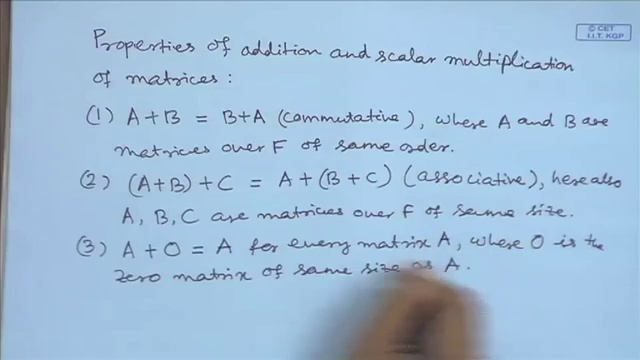 © CET
I.I.T. KGP
Properties of addition and scalar multiplication
of matrices :
(1) A+B = B+A (commutative), where A and B are
matrices over F of same order.
(2) (A+B) + C = A + (B + C) (associative), here also
A, B, C are matrices over F of same size.
(3) A + O = A for every matrix A, where O is the
zero matrix of same size as A.